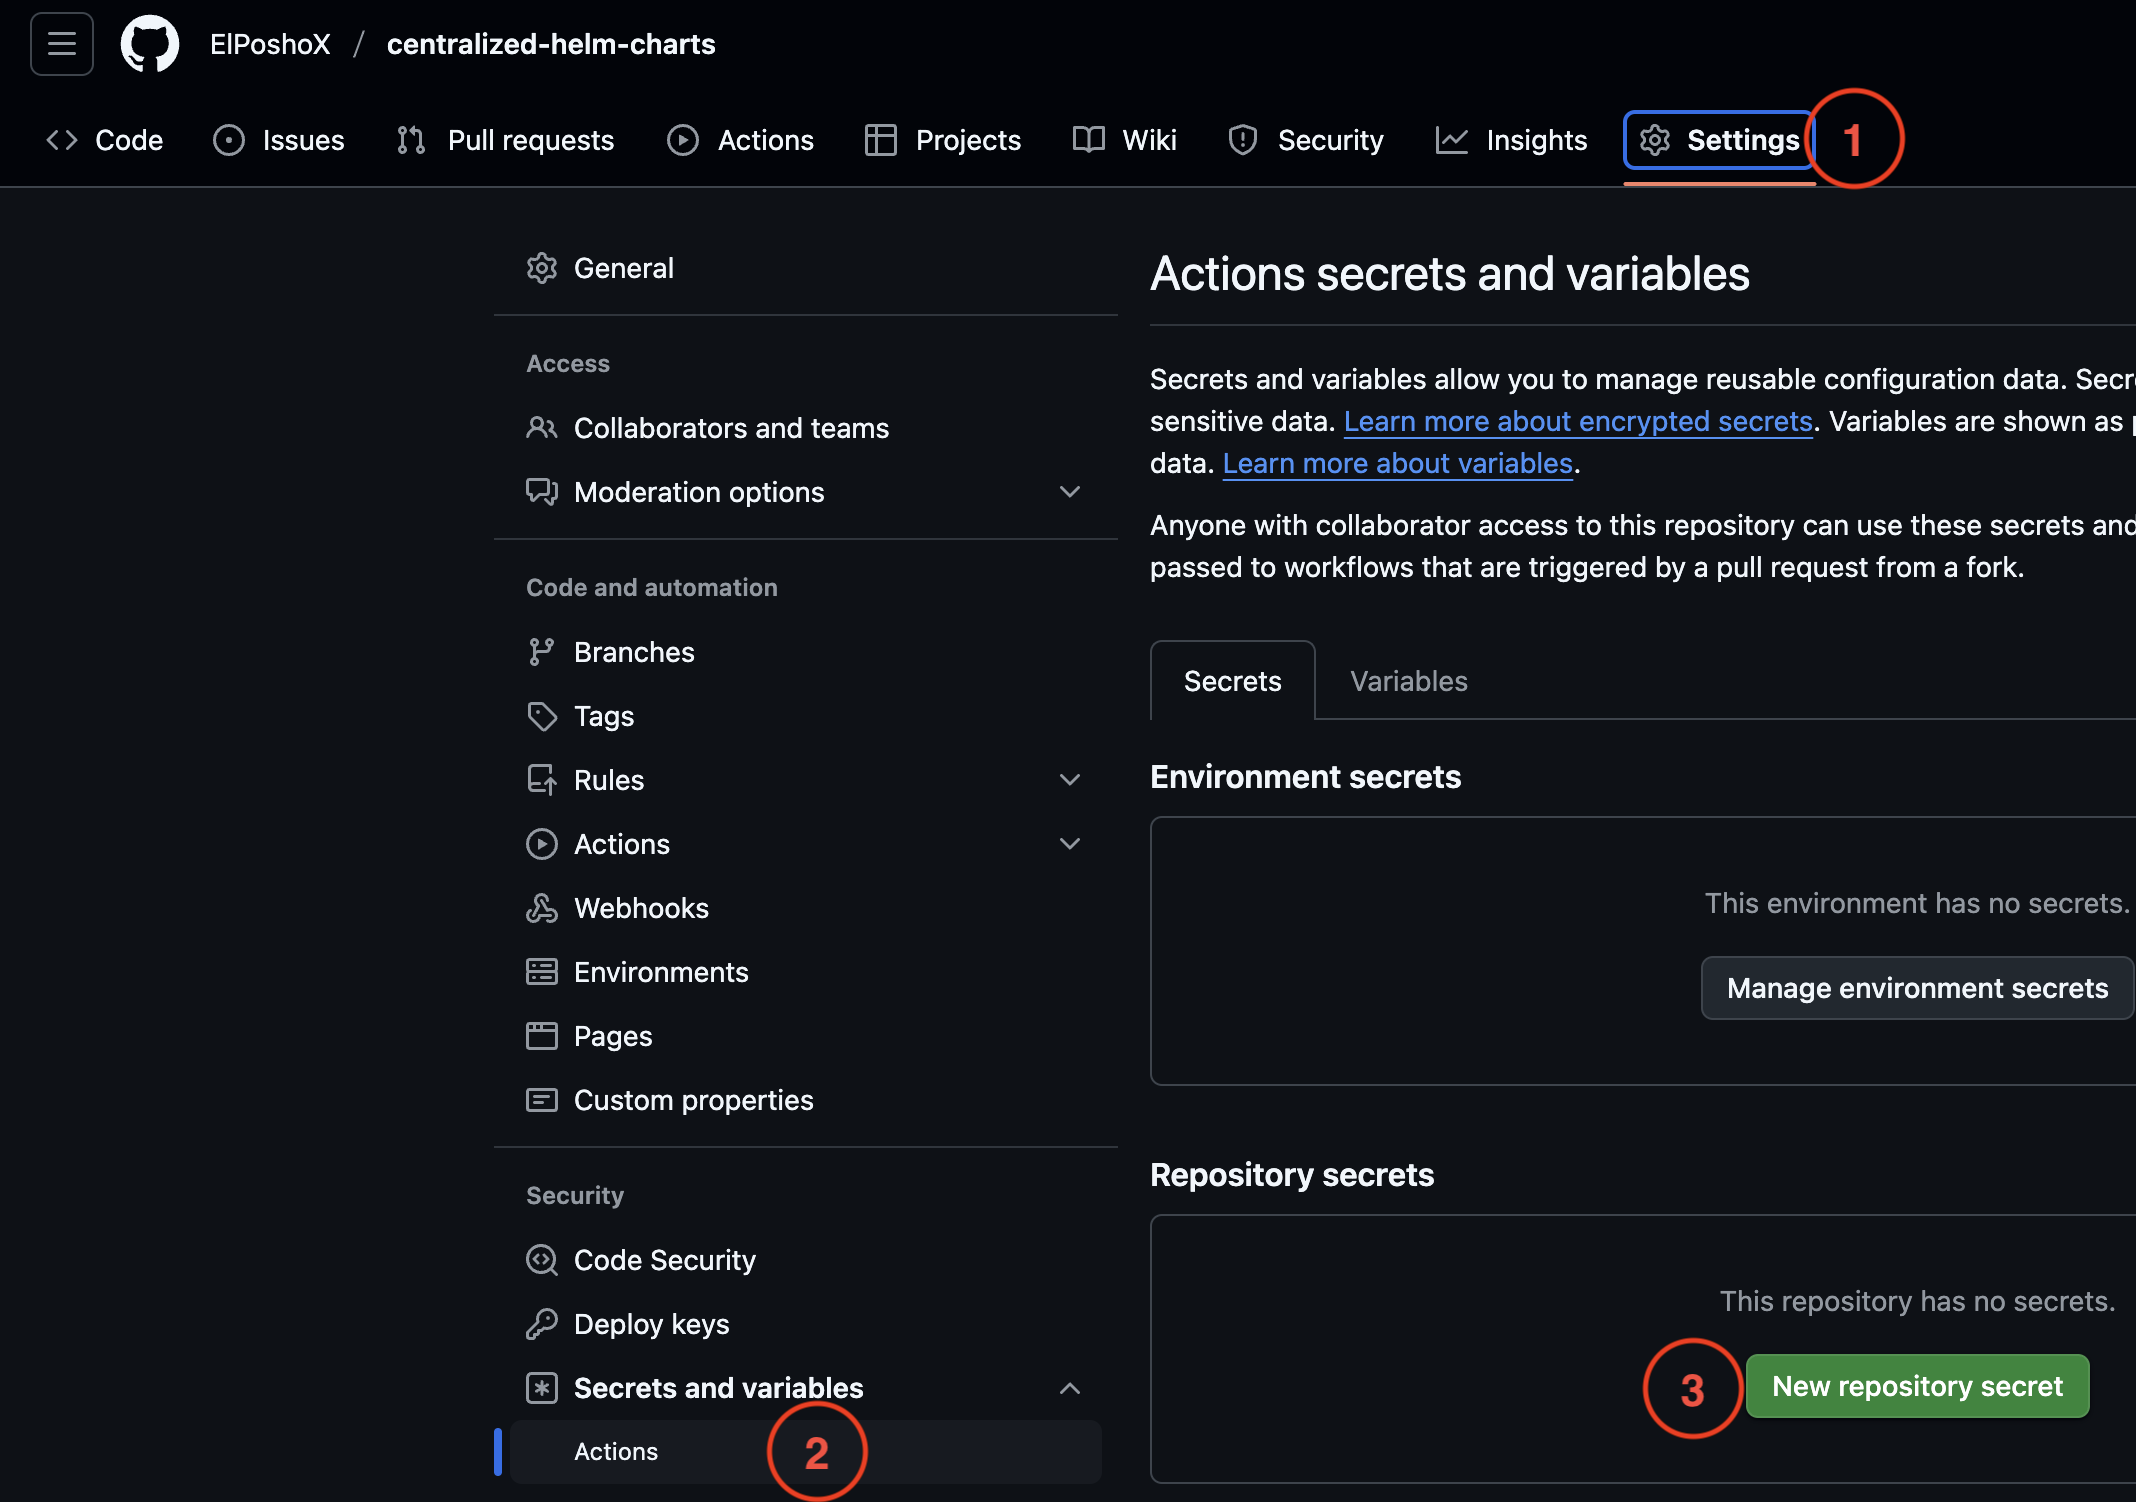 ElPoshoX / centralized-helm-charts
Code Issues Pull requests Actions Projects Wiki Security Insights Settings 1
General
Access
Collaborators and teams
Moderation options
Code and automation
Branches
Tags
Rules
Actions
Webhooks
Environments
Pages
Custom properties
Security
Code Security
Deploy keys
Secrets and variables
Actions 2
Actions secrets and variables
Secrets and variables allow you to manage reusable configuration data.
sensitive data. Learn more about encrypted secrets. Variables are shown as
data. Learn more about variables.
Anyone with collaborator access to this repository can use these secrets and
passed to workflows that are triggered by a pull request from a fork.
Secrets Variables
Environment secrets
This environment has no secrets.
Manage environment secrets
Repository secrets
This repository has no secrets.
3 New repository secret